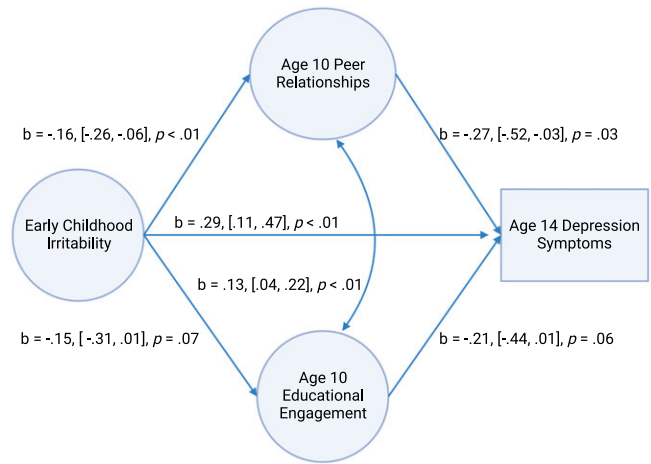 Age 10 Peer
Relationships
b = -.16, [-.26, -.06], p < .01
b = -.27, [-.52, -.03], p = .03
Early Childhood
Irritability
b = .29, [.11, .47], p < .01
Age 14 Depression
Symptoms
b = .13, [.04, .22], p < .01
b = -.15, [-.31, .01], p = .07
b = -.21, [-.44, .01], p = .06
Age 10
Educational
Engagement